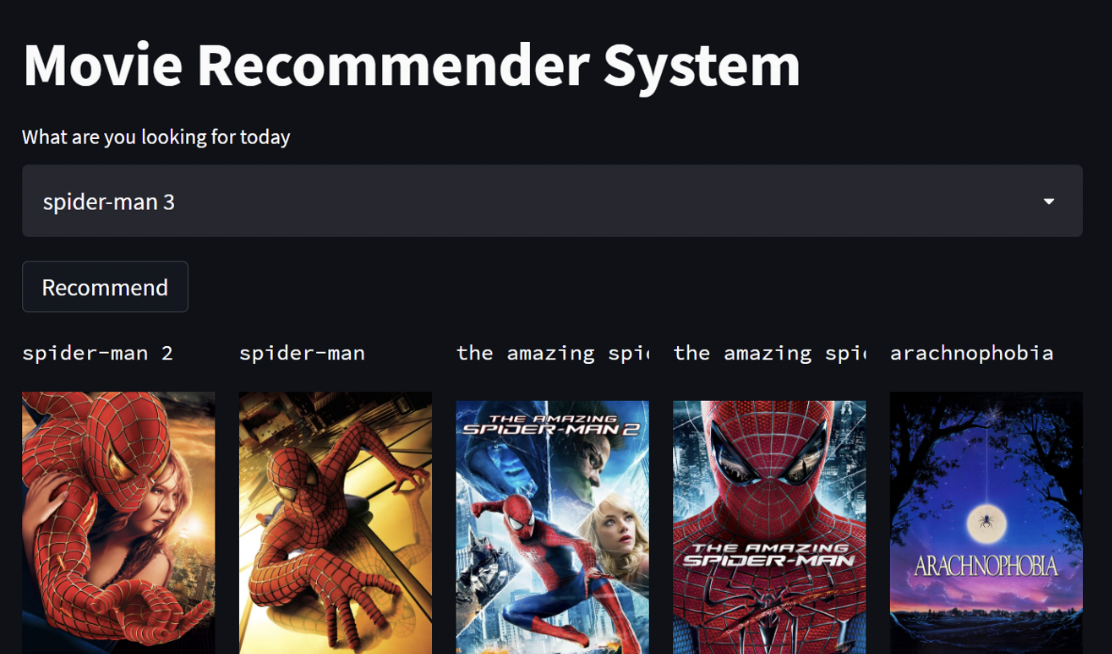 Movie Recommender System
What are you looking for today
spider-man 3
Recommend
spider-man 2
spider-man
the amazing spi
the amazing spi
arachnophobia
THE AMAZING
SPIDER-MAN 2
THE AMAZING
SPIDER-MAN
ARACHNOPHOBIA